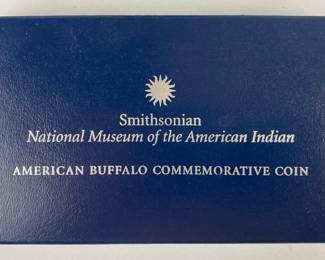 Smithsonian
National Museum of the American Indian
AMERICAN BUFFALO COMMEMORATIVE COIN